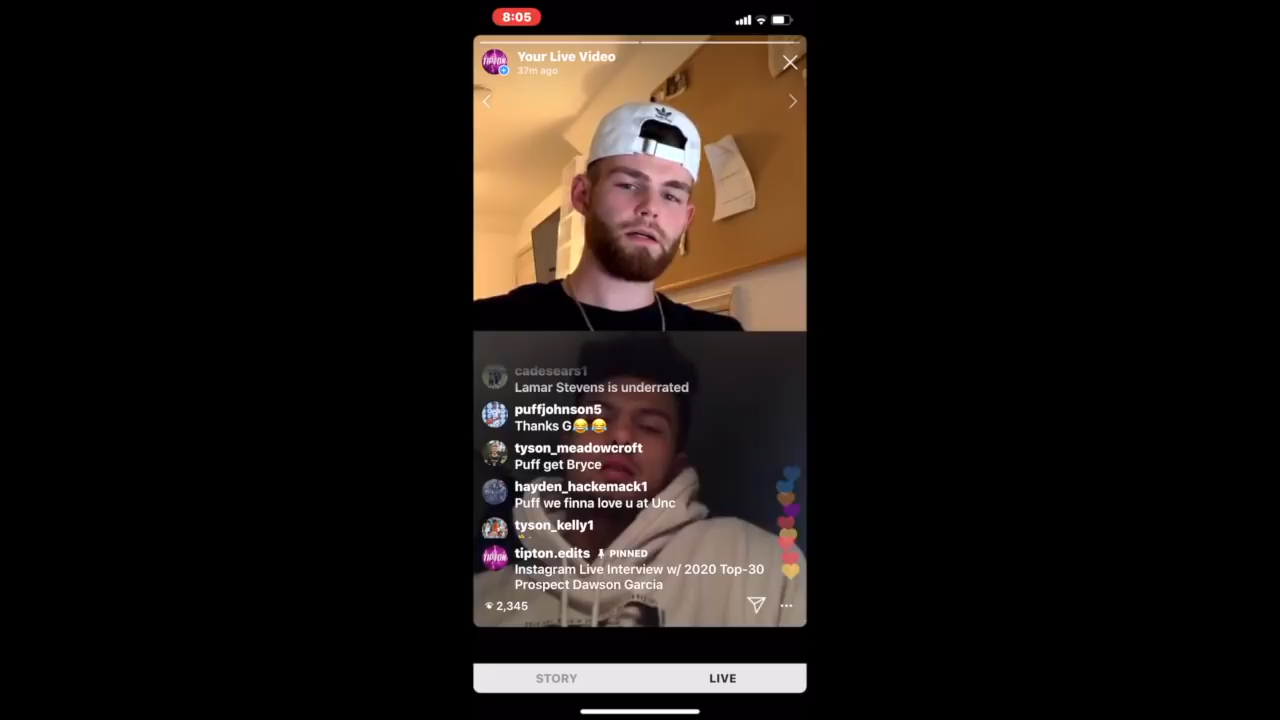 8:05
Your Live Video
37m ago
cadesears1
Lamar Stevens is underrated
puffjohnson5
Thanks G😂😂
tyson_meadowcroft
Puff get Bryce
hayden_hackemack1
Puff we finna love u at Unc
tyson_kelly1
tipton.edits PINNED
Instagram Live Interview w/ 2020 Top-30
Prospect Dawson Garcia
2,345
STORY LIVE